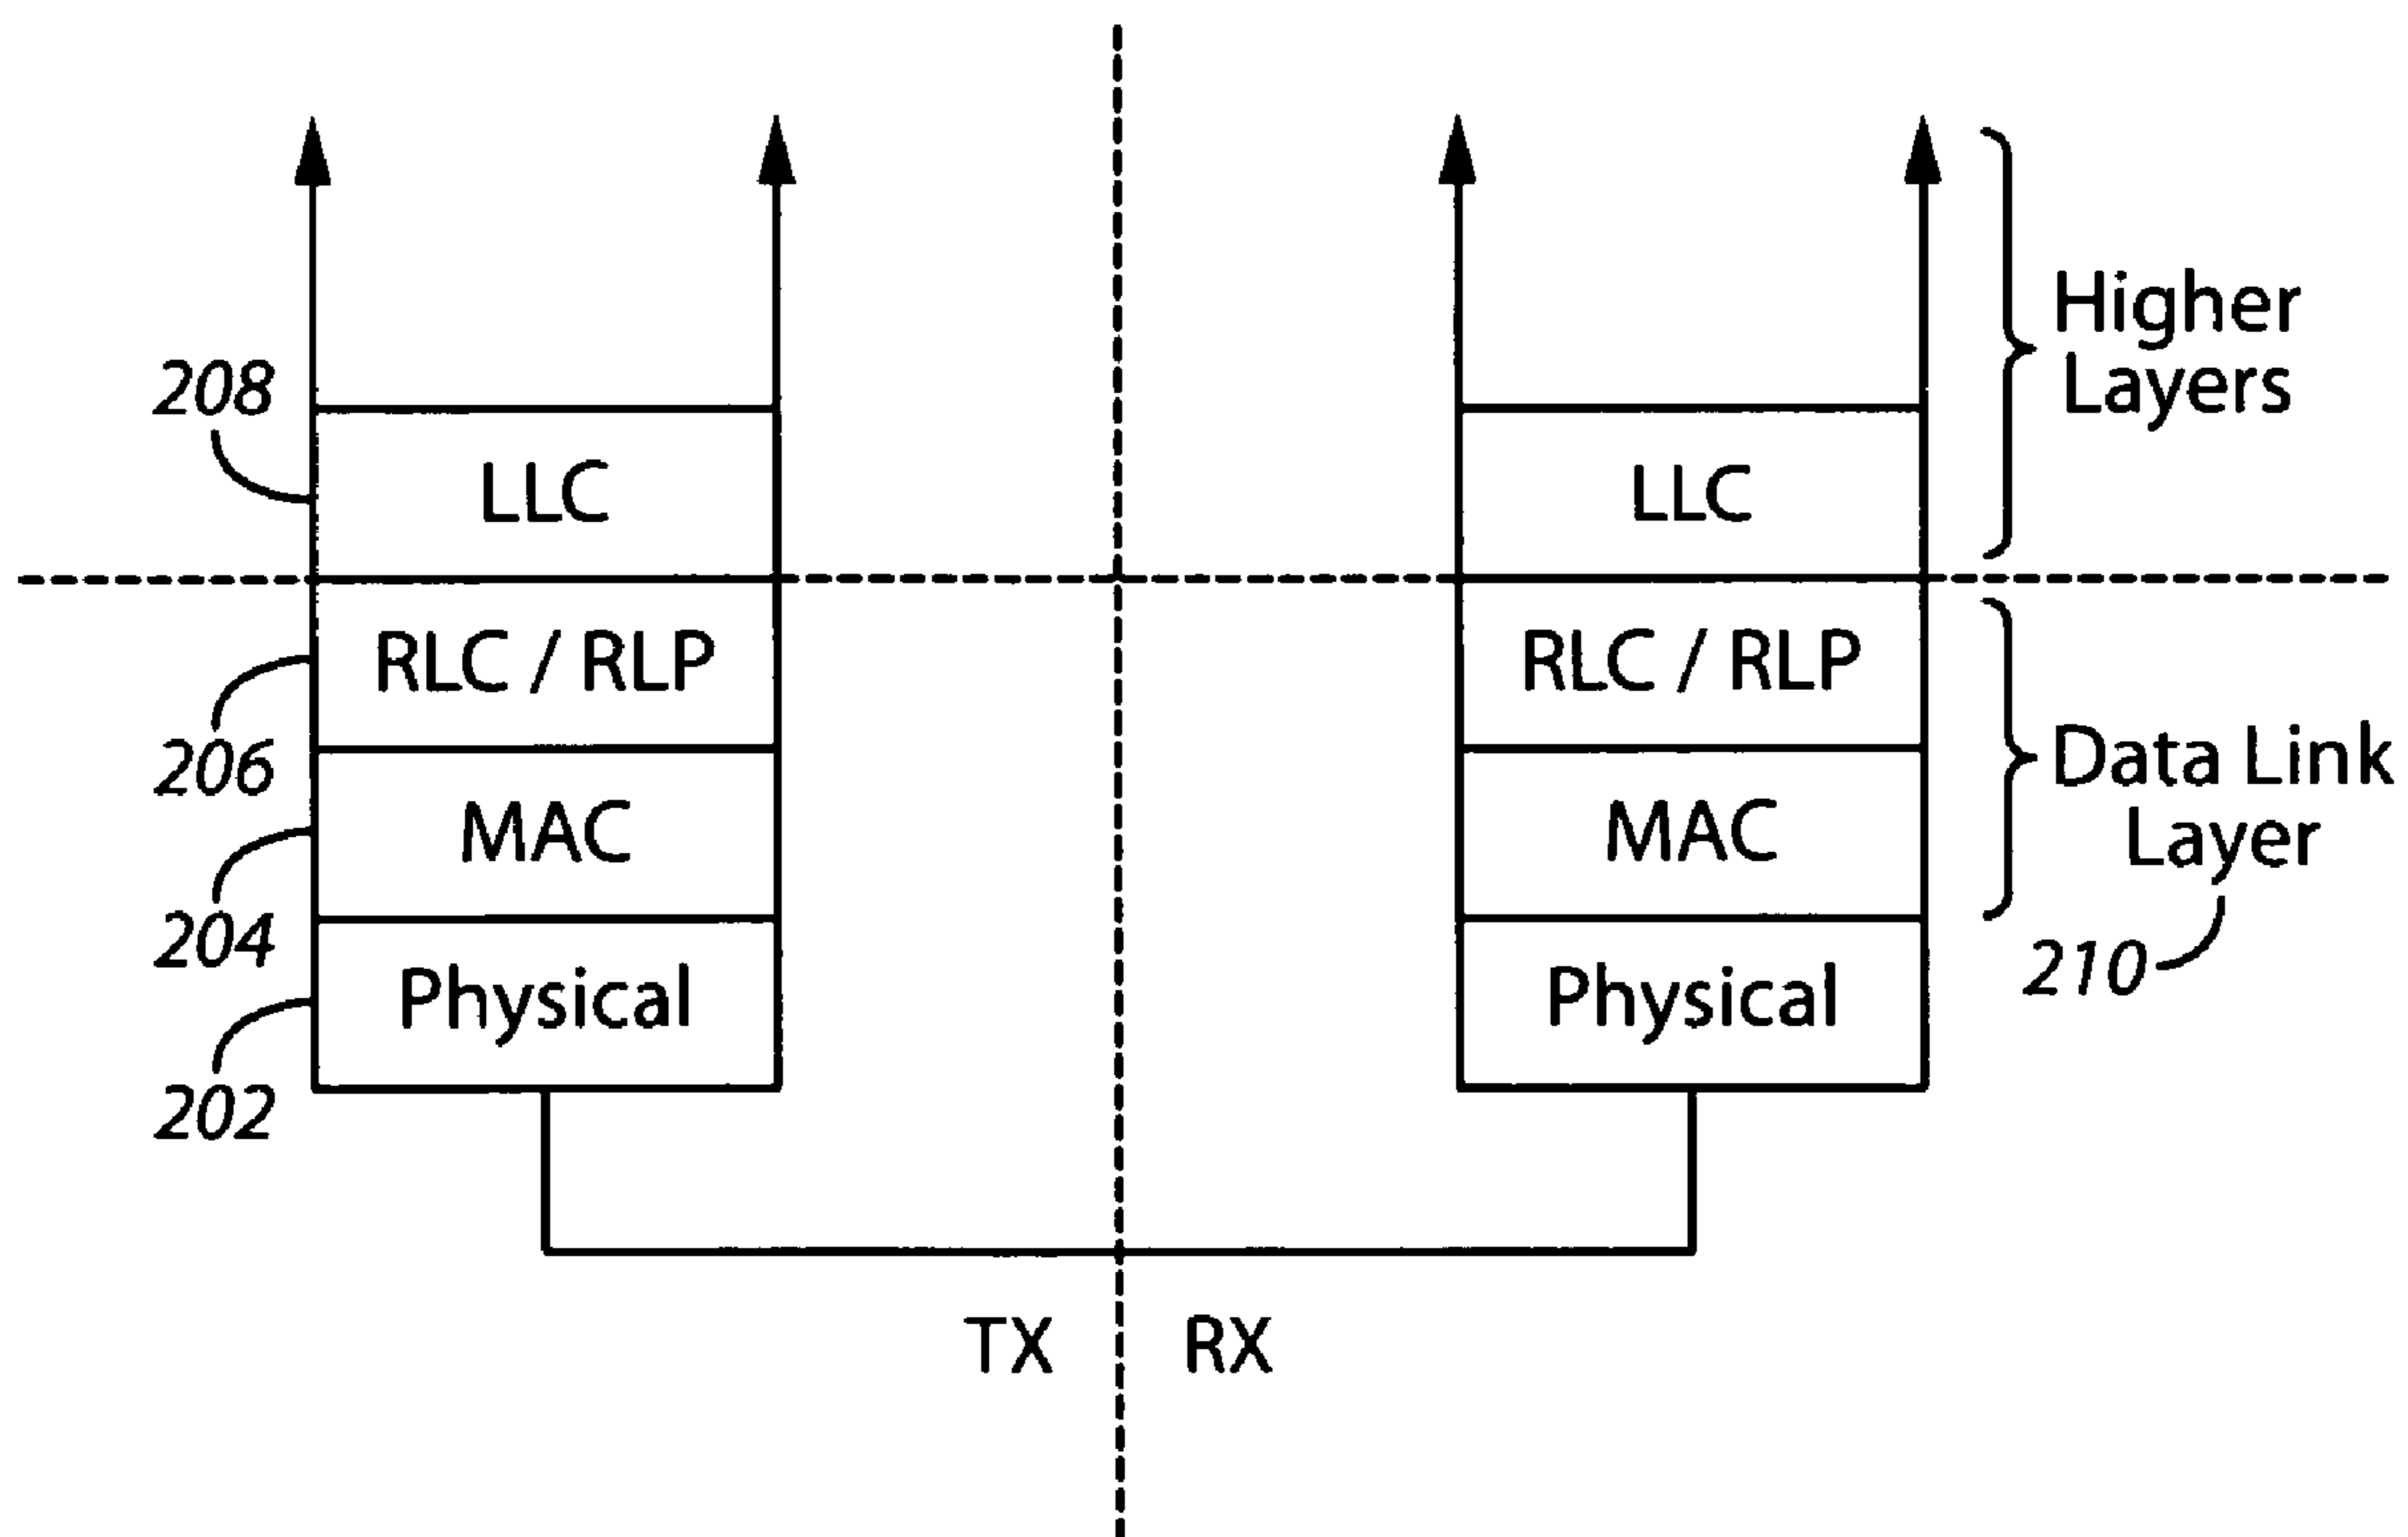 Higher
Layers
208
LLC
LLC
RLC / RLP
RLC / RLP
206
Data Link
Layer
MAC
MAC
204
210
Physical
Physical
202
TX
RX